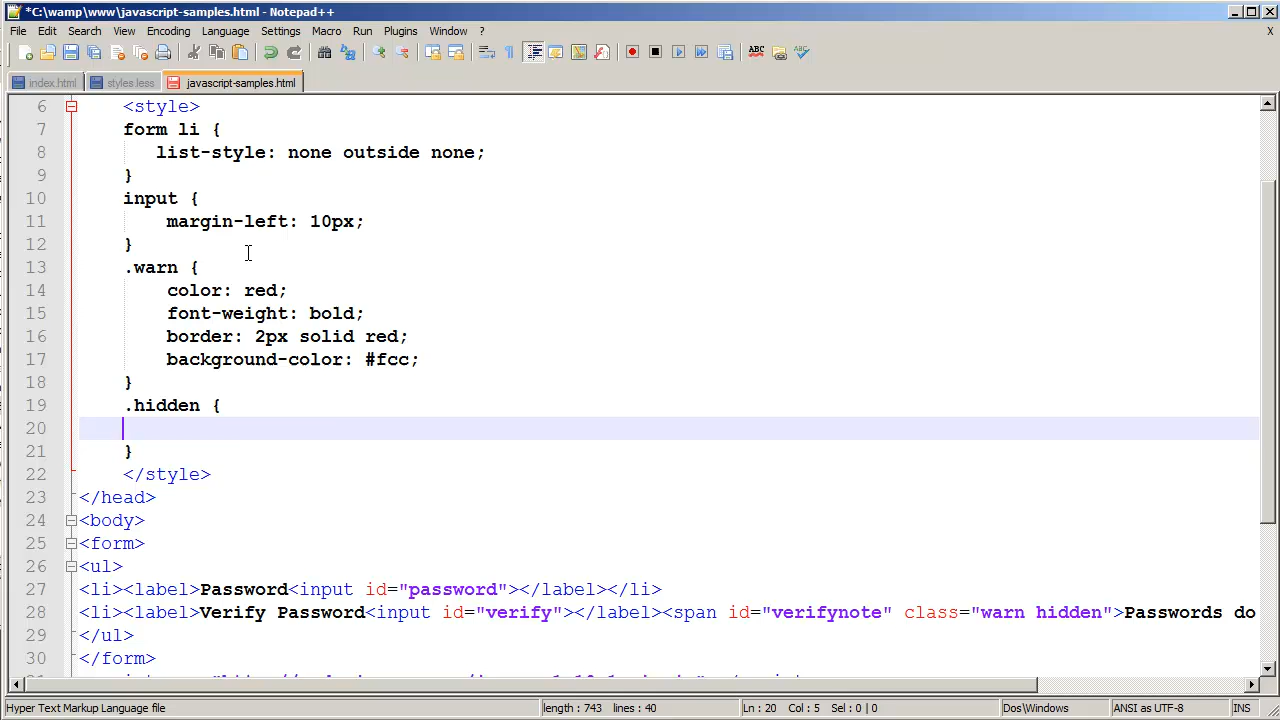 *C:\wamp\www\javascript-samples.html - Notepad++
File Edit Search View Encoding Language Settings Macro Run Plugins Window ? X
index.html styles.less javascript-samples.html
6 <style>
7 form li {
8 list-style: none outside none;
9 }
10 input {
11 margin-left: 10px;
12 }
13 .warn {
14 color: red;
15 font-weight: bold;
16 border: 2px solid red;
17 background-color: #fcc;
18 }
19 .hidden {
20
21 }
22 </style>
23 </head>
24 <body>
25 <form>
26 <ul>
27 <li><label>Password<input id="password"></label></li>
28 <li><label>Verify Password<input id="verify"></label><span id="verifynote" class="warn hidden">Passwords do
29 </ul>
30 </form>
Hyper Text Markup Language file length : 743 lines : 40 Ln : 20 Col : 5 Sel : 0 | 0 Dos\Windows ANSI as UTF-8 INS